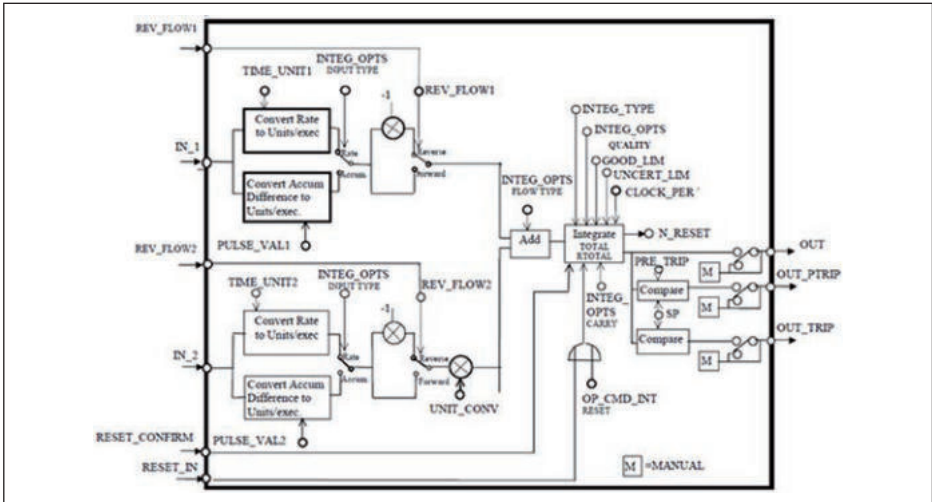 REV_FLOW1
TIME_UNIT1
INTEG_OPTS
INPUT TYPE
-1
REV_FLOW1
INTEG_TYPE
Convert Rate
to Units/exec
INTEG_OPTS
QUALITY
IN_1
Rate
Reverse
GOOD_LIM
Accum.
Forward
UNCERT_LIM
Convert Accum
Difference to
Units/exec.
INTEG_OPTS
FLOW TYPE
CLOCK_PER
PULSE_VAL1
Add
Integrate
TOTAL
RTOTAL
N_RESET
REV_FLOW2
OUT
TIME_UNIT2
INTEG_OPTS
INPUT TYPE
REV_FLOW2
PRE_TRIP
M
OUT_PTRIP
-1
Compare
M
Convert Rate
to Units/exec
INTEG_
OPTS
CARRY
SP
OUT_TRIP
Compare
IN_2
Rate
Reverse
M
Accum.
Forward
Convert Accum
Difference to
Units/exec.
UNIT_CONV
OP_CMD_INT
RESET
RESET_CONFIRM
PULSE_VAL2
RESET_IN
M =MANUAL